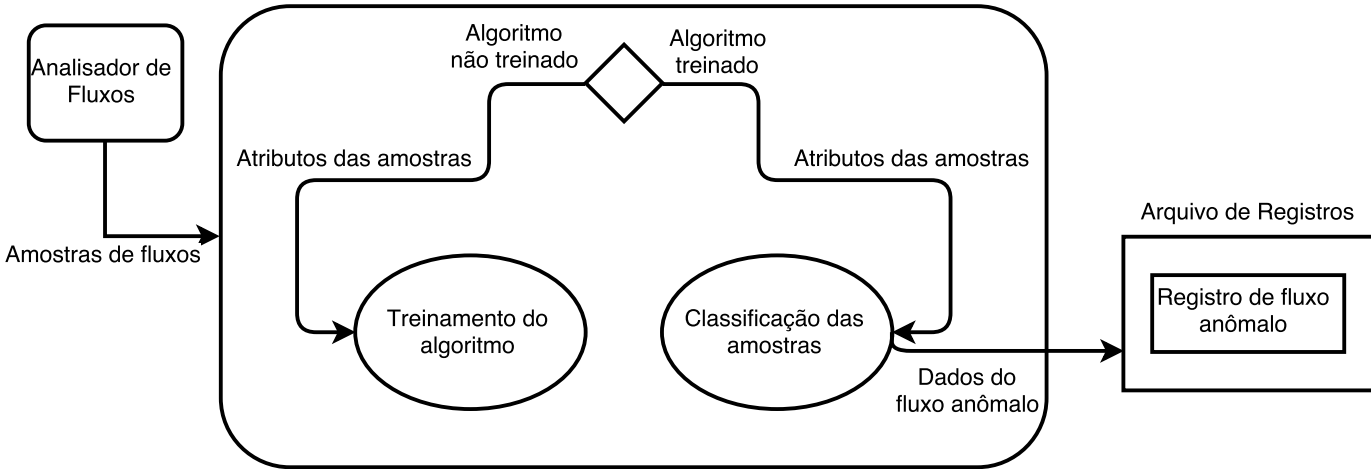 Analisador de
Fluxos
Amostras de fluxos
Algoritmo
não treinado
Algoritmo
treinado
Atributos das amostras
Atributos das amostras
Treinamento do
algoritmo
Classificação das
amostras
Dados do
fluxo anômalo
Arquivo de Registros
Registro de fluxo
anômalo